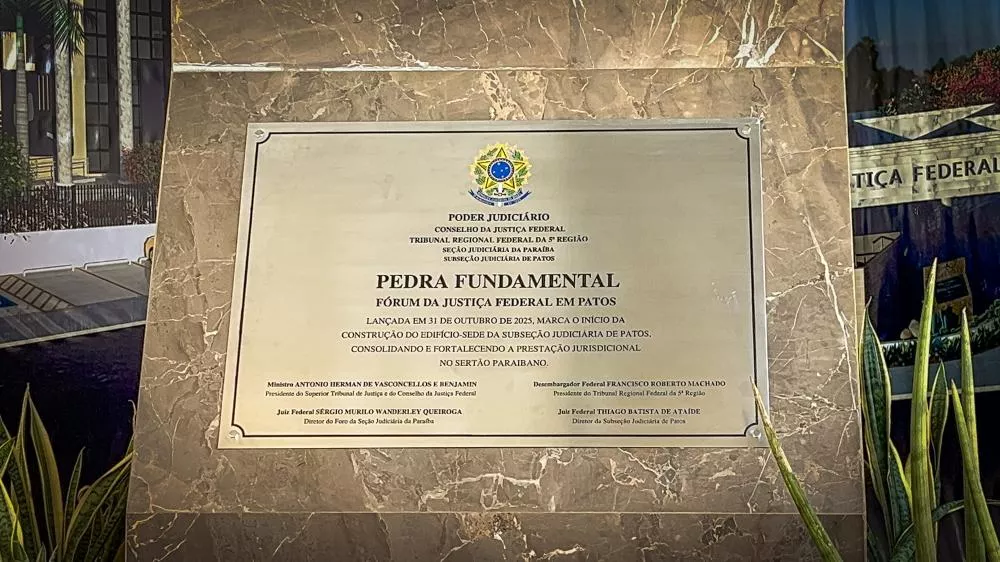 PODER JUDICIÁRIO
CONSELHO DA JUSTIÇA FEDERAL
TRIBUNAL REGIONAL FEDERAL DA 5ª REGIÃO
SEÇÃO JUDICIÁRIA DA PARAÍBA
SUBSEÇÃO JUDICIÁRIA DE PATOS
PEDRA FUNDAMENTAL
FÓRUM DA JUSTIÇA FEDERAL EM PATOS
LANÇADA EM 31 DE OUTUBRO DE 2025, MARCA O INÍCIO DA
CONSTRUÇÃO DO EDIFÍCIO-SEDE DA SUBSEÇÃO JUDICIÁRIA DE PATOS,
CONSOLIDANDO E FORTALECENDO A PRESTAÇÃO JURISDICIONAL
NO SERTÃO PARAIBANO.
Ministro ANTONIO HERMAN DE VASCONCELLOS E BENJAMIN
Presidente do Superior Tribunal de Justiça e do Conselho da Justiça Federal
Desembargador Federal FRANCISCO ROBERTO MACHADO
Presidente do Tribunal Regional Federal da 5ª Região
Juiz Federal SÉRGIO MURILO WANDERLEY QUEIROGA
Diretor do Foro da Seção Judiciária da Paraíba
Juiz Federal THIAGO BATISTA DE ATAÍDE
Diretor da Subseção Judiciária de Patos
TIÇA FEDERAL